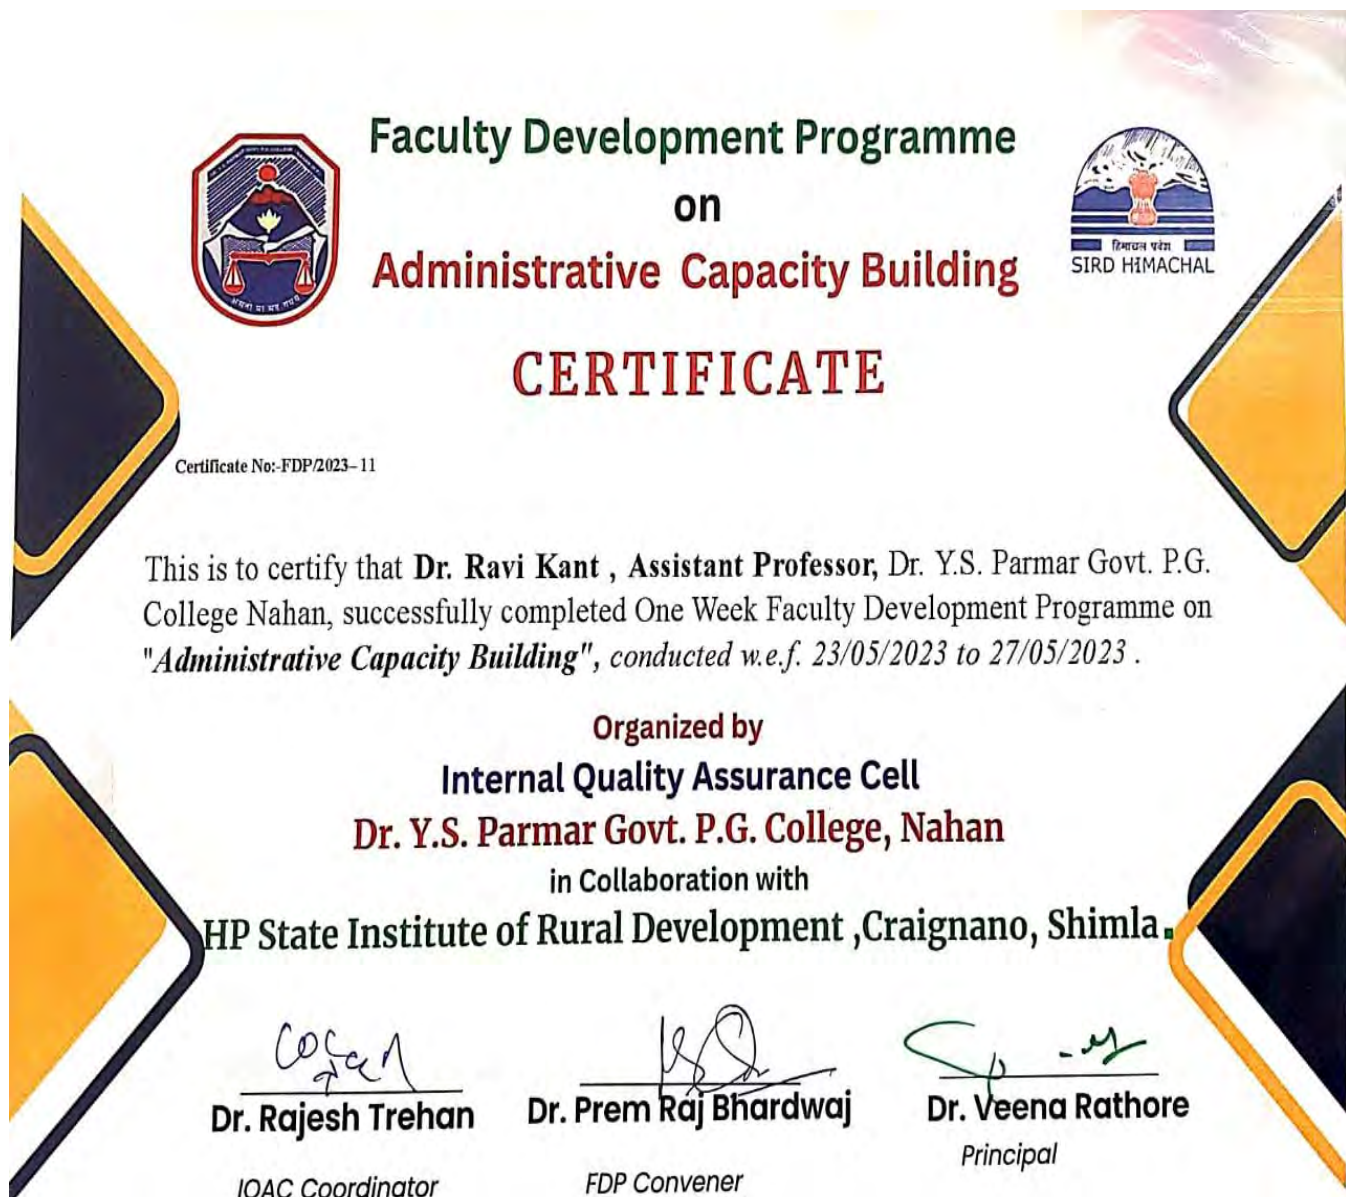 Faculty Development Programme
on
Administrative Capacity Building
हिमाचल प्रदेश
SIRD HIMACHAL
CERTIFICATE
Certificate No:-FDP/2023-11
This is to certify that Dr. Ravi Kant , Assistant Professor, Dr. Y.S. Parmar Govt. P.G.
College Nahan, successfully completed One Week Faculty Development Programme on
"Administrative Capacity Building", conducted w.e.f. 23/05/2023 to 27/05/2023 .
Organized by
Internal Quality Assurance Cell
Dr. Y.S. Parmar Govt. P.G. College, Nahan
in Collaboration with
HP State Institute of Rural Development ,Craignano, Shimla.
Dr. Rajesh Trehan
Dr. Prem Raj Bhardwaj
Dr. Veena Rathore
Principal
IQAC Coordinator
FDP Convener